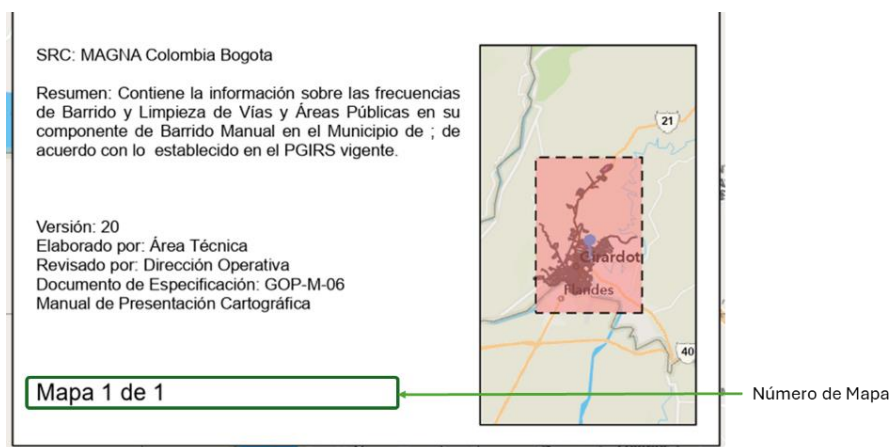 SRC: MAGNA Colombia Bogota
Resumen: Contiene la información sobre las frecuencias
de Barrido y Limpieza de Vías y Áreas Públicas en su
componente de Barrido Manual en el Municipio de ; de
acuerdo con lo establecido en el PGIRS vigente.
Versión: 20
Elaborado por: Área Técnica
Revisado por: Dirección Operativa
Documento de Especificación: GOP-M-06
Manual de Presentación Cartográfica
Mapa 1 de 1
21
Girardot
Flandes
40
Número de Mapa